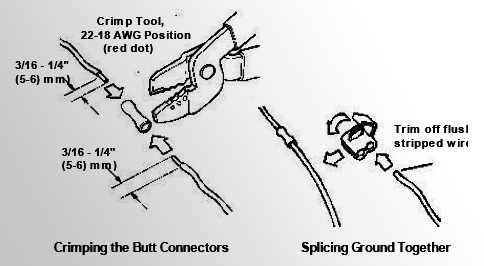 Crimp Tool,
22-18 AWG Position
(red dot)
3/16 - 1/4"
(5-6) mm)
3/16 - 1/4"
(5-6) mm)
Trim off flush
stripped wire
Crimping the Butt Connectors
Splicing Ground Together